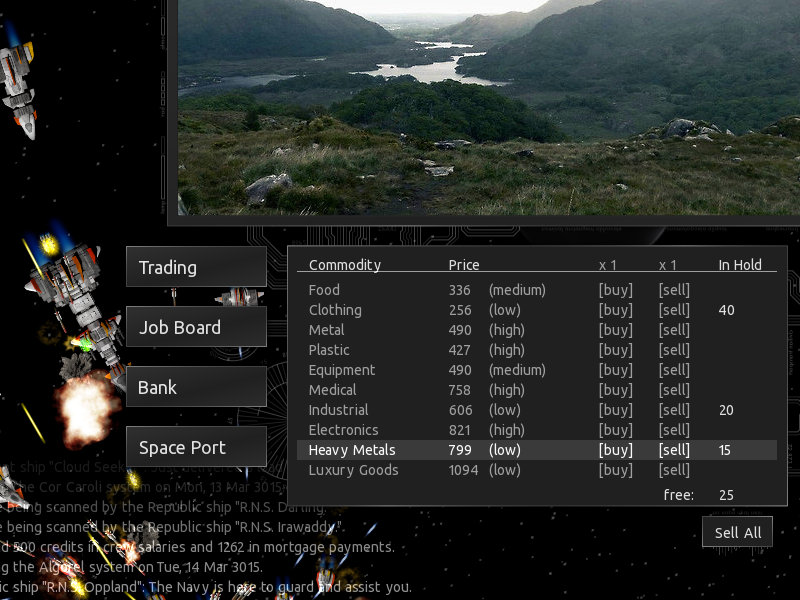 Trading
Job Board
Bank
Space Port
Commodity Price x 1 x 1 In Hold
Food 336 (medium) [buy] [sell]
Clothing 256 (low) [buy] [sell] 40
Metal 490 (high) [buy] [sell]
Plastic 427 (high) [buy] [sell]
Equipment 490 (medium) [buy] [sell]
Medical 758 (high) [buy] [sell]
Industrial 606 (low) [buy] [sell] 20
Electronics 821 (high) [buy] [sell]
Heavy Metals 799 (low) [buy] [sell] 15
Luxury Goods 1094 (low) [buy] [sell]
free: 25
Sell All
ship "Cloud
the Cor Caroli system on Mon, 13 Mar 3015
being scanned by the Republic ship "R.N.S. Darling.
e being scanned by the Republic ship "R.N.S. Irawaddy".
d 500 credits in crew salaries and 1262 in mortgage payments.
g the Algorel system on Tue, 14 Mar 3015.
ic ship "R.N.S. Oppland": The Navy is here to guard and assist you.